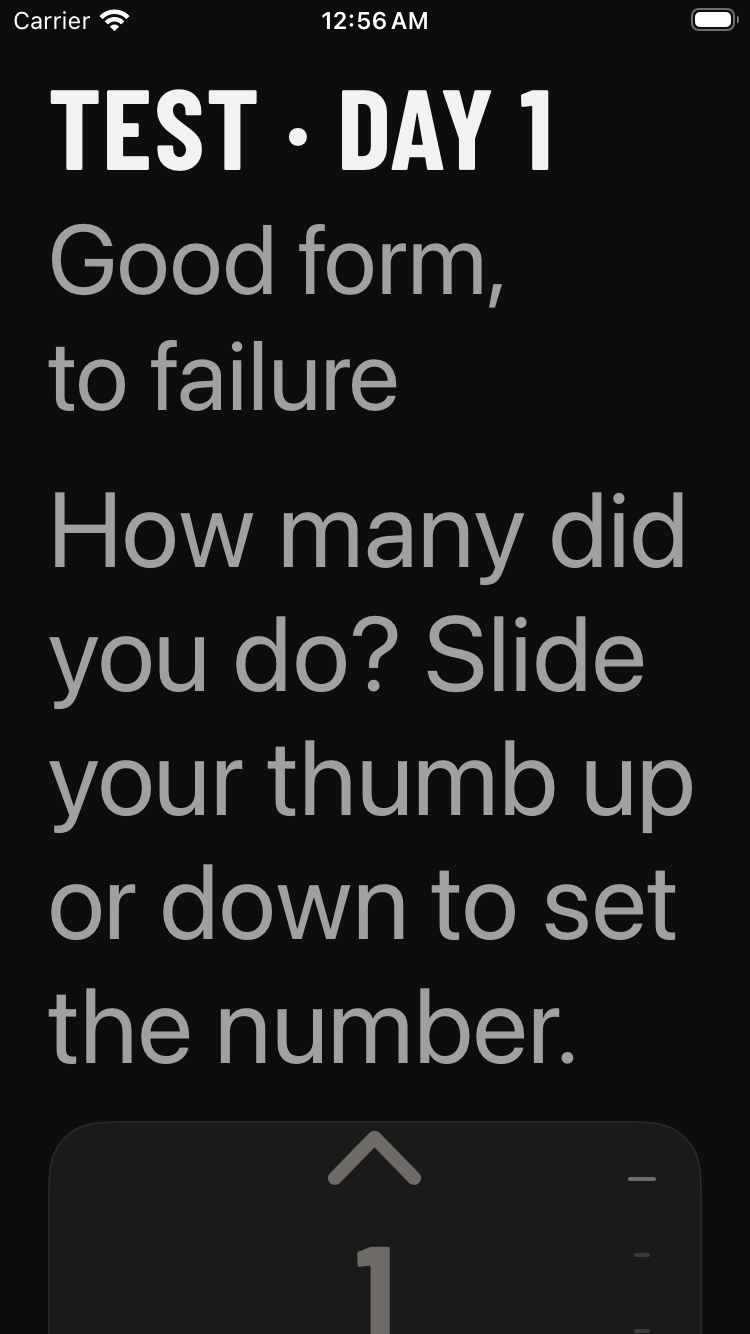 Carrier 12:56 AM
TEST · DAY 1
Good form,
to failure
How many did
you do? Slide
your thumb up
or down to set
the number.
1